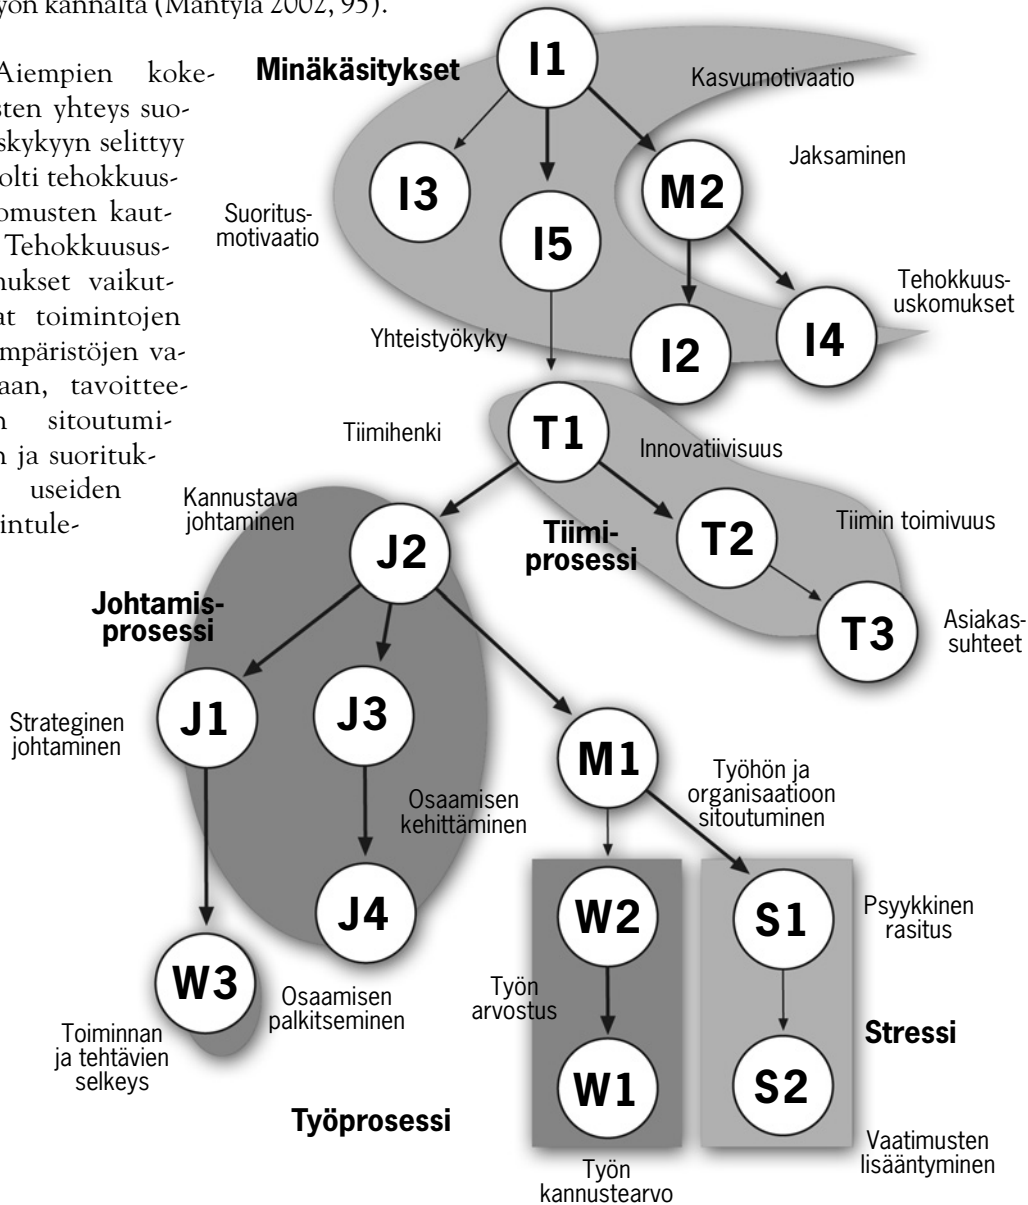 yön kannalta (Mäntylä 2002, 95).
Aiempien koke-
sten yhteys suo-
skykyyn selittyy
olti tehokkuus-
omusten kaut-
Tehokkuusus-
mukset vaikut-
at toimintojen
mpäristöjen va-
aan, tavoittee-
n sitoutumi-
n ja suorituk-
useiden
intule-
Minäkäsitykset
I1
Kasvumotivaatio
I3
Suoritus-
motivaatio
I5
M2
Jaksaminen
Yhteistyökyky
I2
I4
Tehokkuus-
uskomukset
Tiimihenki
T1
Innovatiivisuus
Kannustava
johtaminen
J2
Tiimi-
prosessi
T2
Tiimin toimivuus
Johtamis-
prosessi
T3
Asiakas-
suhteet
Strateginen
johtaminen
J1
J3
M1
Työhön ja
organisaatioon
sitoutuminen
Osaamisen
kehittäminen
J4
W2
S1
Psyykkinen
rasitus
W3
Osaamisen
palkitseminen
Työn
arvostus
Toiminnan
ja tehtävien
selkeys
Stressi
W1
S2
Työprosessi
Työn
kannustearvo
Vaatimusten
lisääntyminen